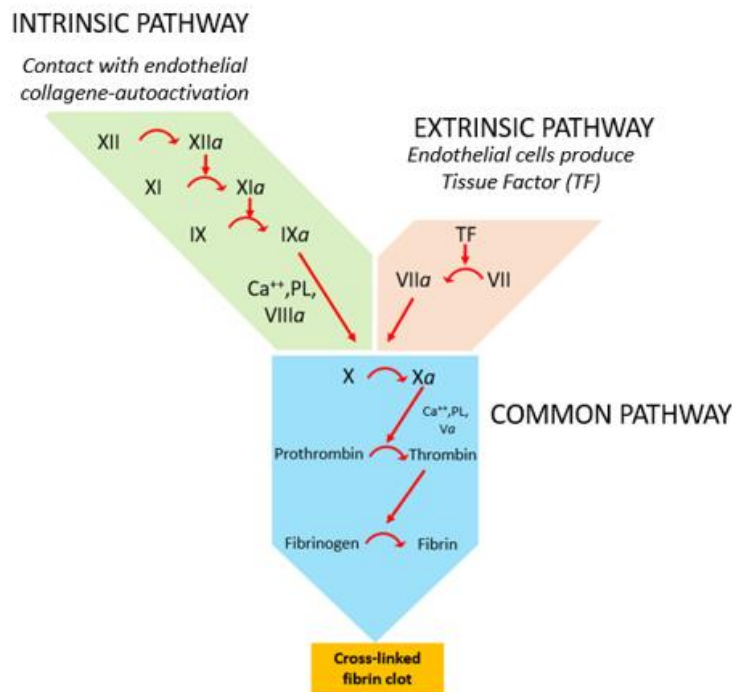 INTRINSIC PATHWAY
Contact with endothelial
collagene-autoactivation
XII XIIa
XI XIa
IX IXa
Ca⁺⁺,PL,
VIIIa
EXTRINSIC PATHWAY
Endothelial cells produce
Tissue Factor (TF)
TF
VIIa VII
X Xa
Ca⁺⁺,PL,
Va
COMMON PATHWAY
Prothrombin Thrombin
Fibrinogen Fibrin
Cross-linked
fibrin clot